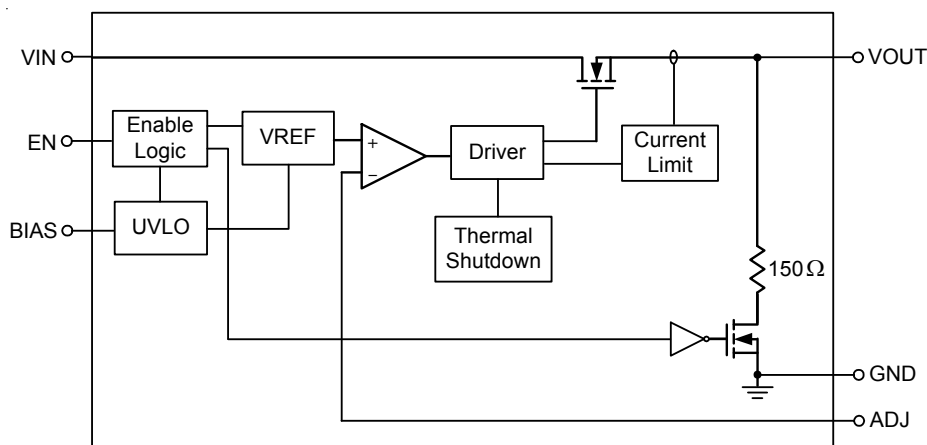 VIN
VOUT
EN
Enable
Logic
VREF
+
−
Driver
Current
Limit
BIAS
UVLO
Thermal
Shutdown
150Ω
GND
ADJ